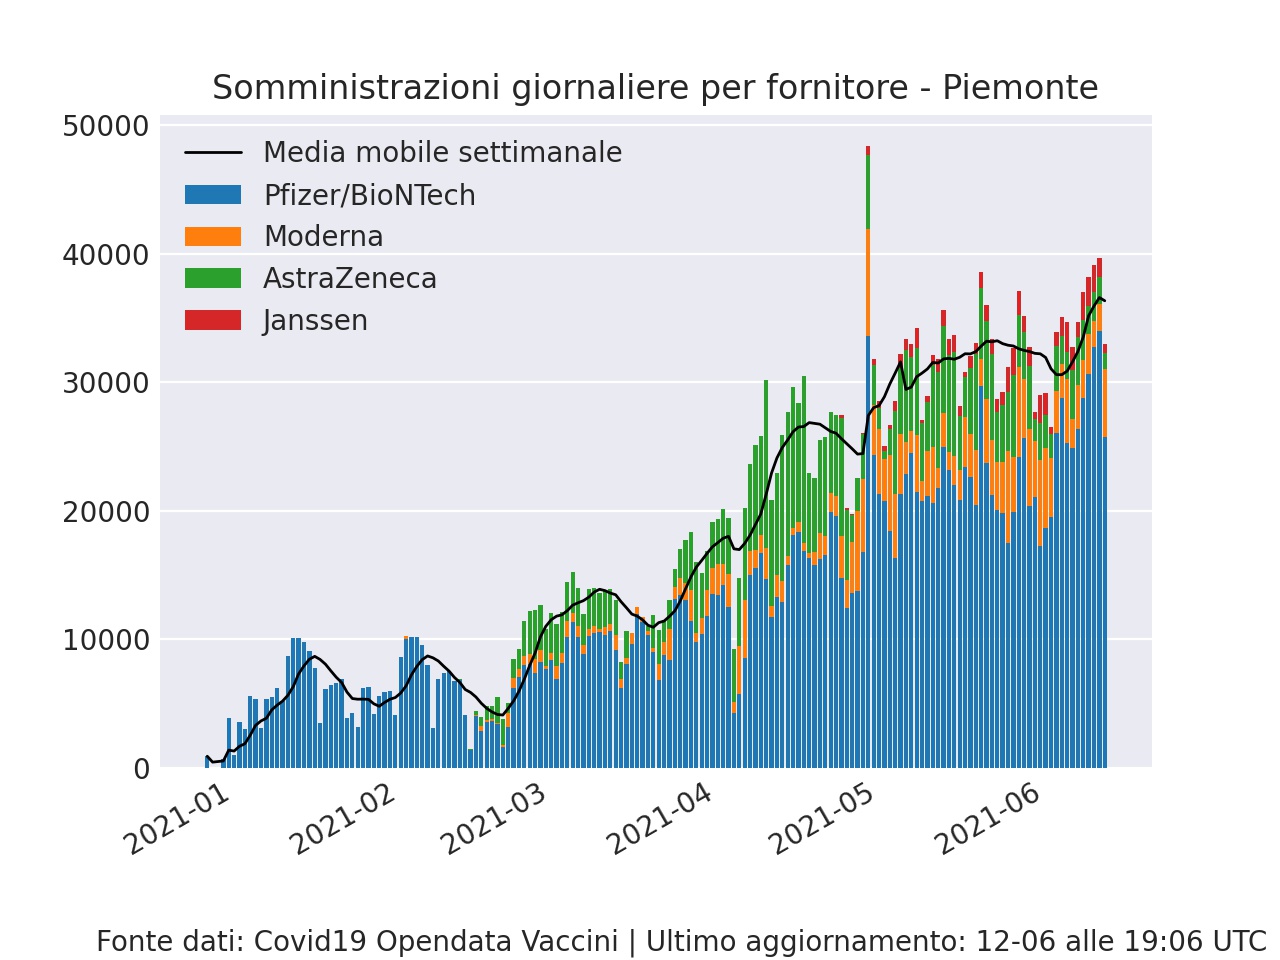 Somministrazioni giornaliere per fornitore - Piemonte
50000
40000
30000
20000
10000
0
Media mobile settimanale
Pfizer/BioNTech
Moderna
AstraZeneca
Janssen
2021-01
2021-02
2021-03
2021-04
2021-05
2021-06
Fonte dati: Covid19 Opendata Vaccini | Ultimo aggiornamento: 12-06 alle 19:06 UTC